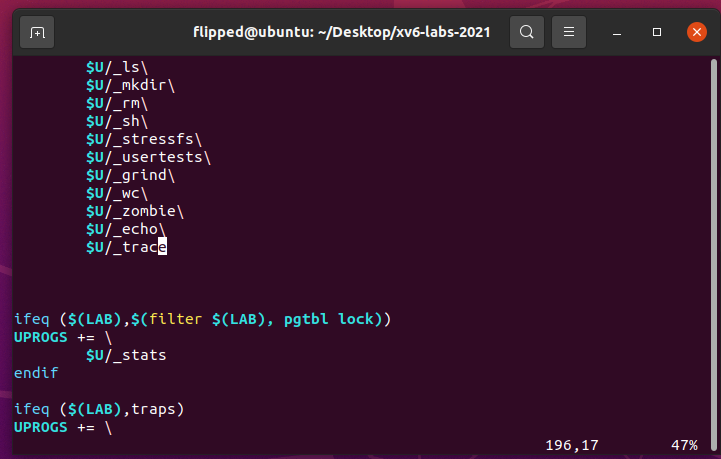 flipped@ubuntu: ~/Desktop/xv6-labs-2021
$U/_ls\
$U/_mkdir\
$U/_rm\
$U/_sh\
$U/_stressfs\
$U/_usertests\
$U/_grind\
$U/_wc\
$U/_zombie\
$U/_echo\
$U/_trace
ifeq ($(LAB),$(filter $(LAB), pgtbl lock))
UPROGS += \
$U/_stats
endif
ifeq ($(LAB),traps)
UPROGS += \
196,17 47%